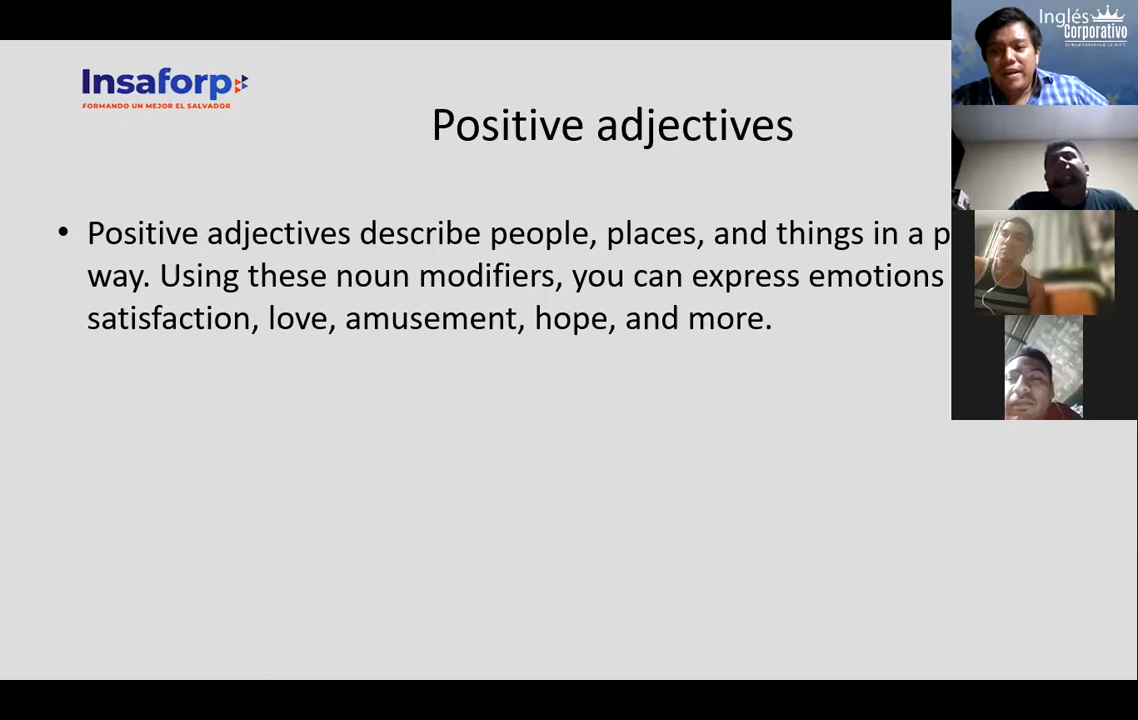 Inglés
Corporativo
Insaforp
FORMANDO UN MEJOR EL SALVADOR
Positive adjectives
• Positive adjectives describe people, places, and things in a p
way. Using these noun modifiers, you can express emotions
satisfaction, love, amusement, hope, and more.